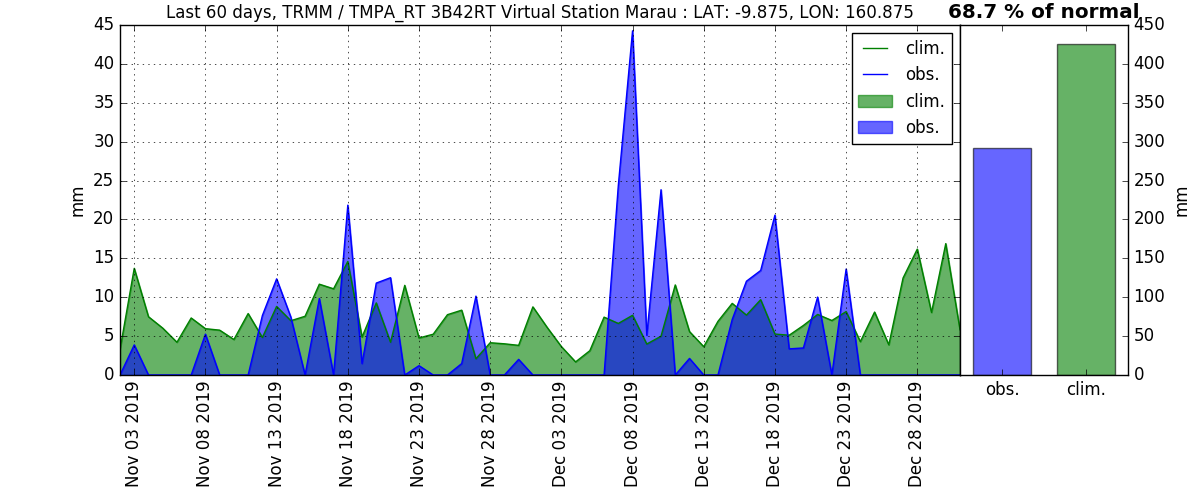 Last 60 days, TRMM / TMPA_RT 3B42RT Virtual Station Marau : LAT: -9.875, LON: 160.875
68.7 % of normal
45
40
35
30
25
20
15
10
5
0
mm
clim.
obs.
clim.
obs.
Nov 03 2019
Nov 08 2019
Nov 13 2019
Nov 18 2019
Nov 23 2019
Nov 28 2019
Dec 03 2019
Dec 08 2019
Dec 13 2019
Dec 18 2019
Dec 23 2019
Dec 28 2019
450
400
350
300
250
200
150
100
50
0
mm
obs.
clim.